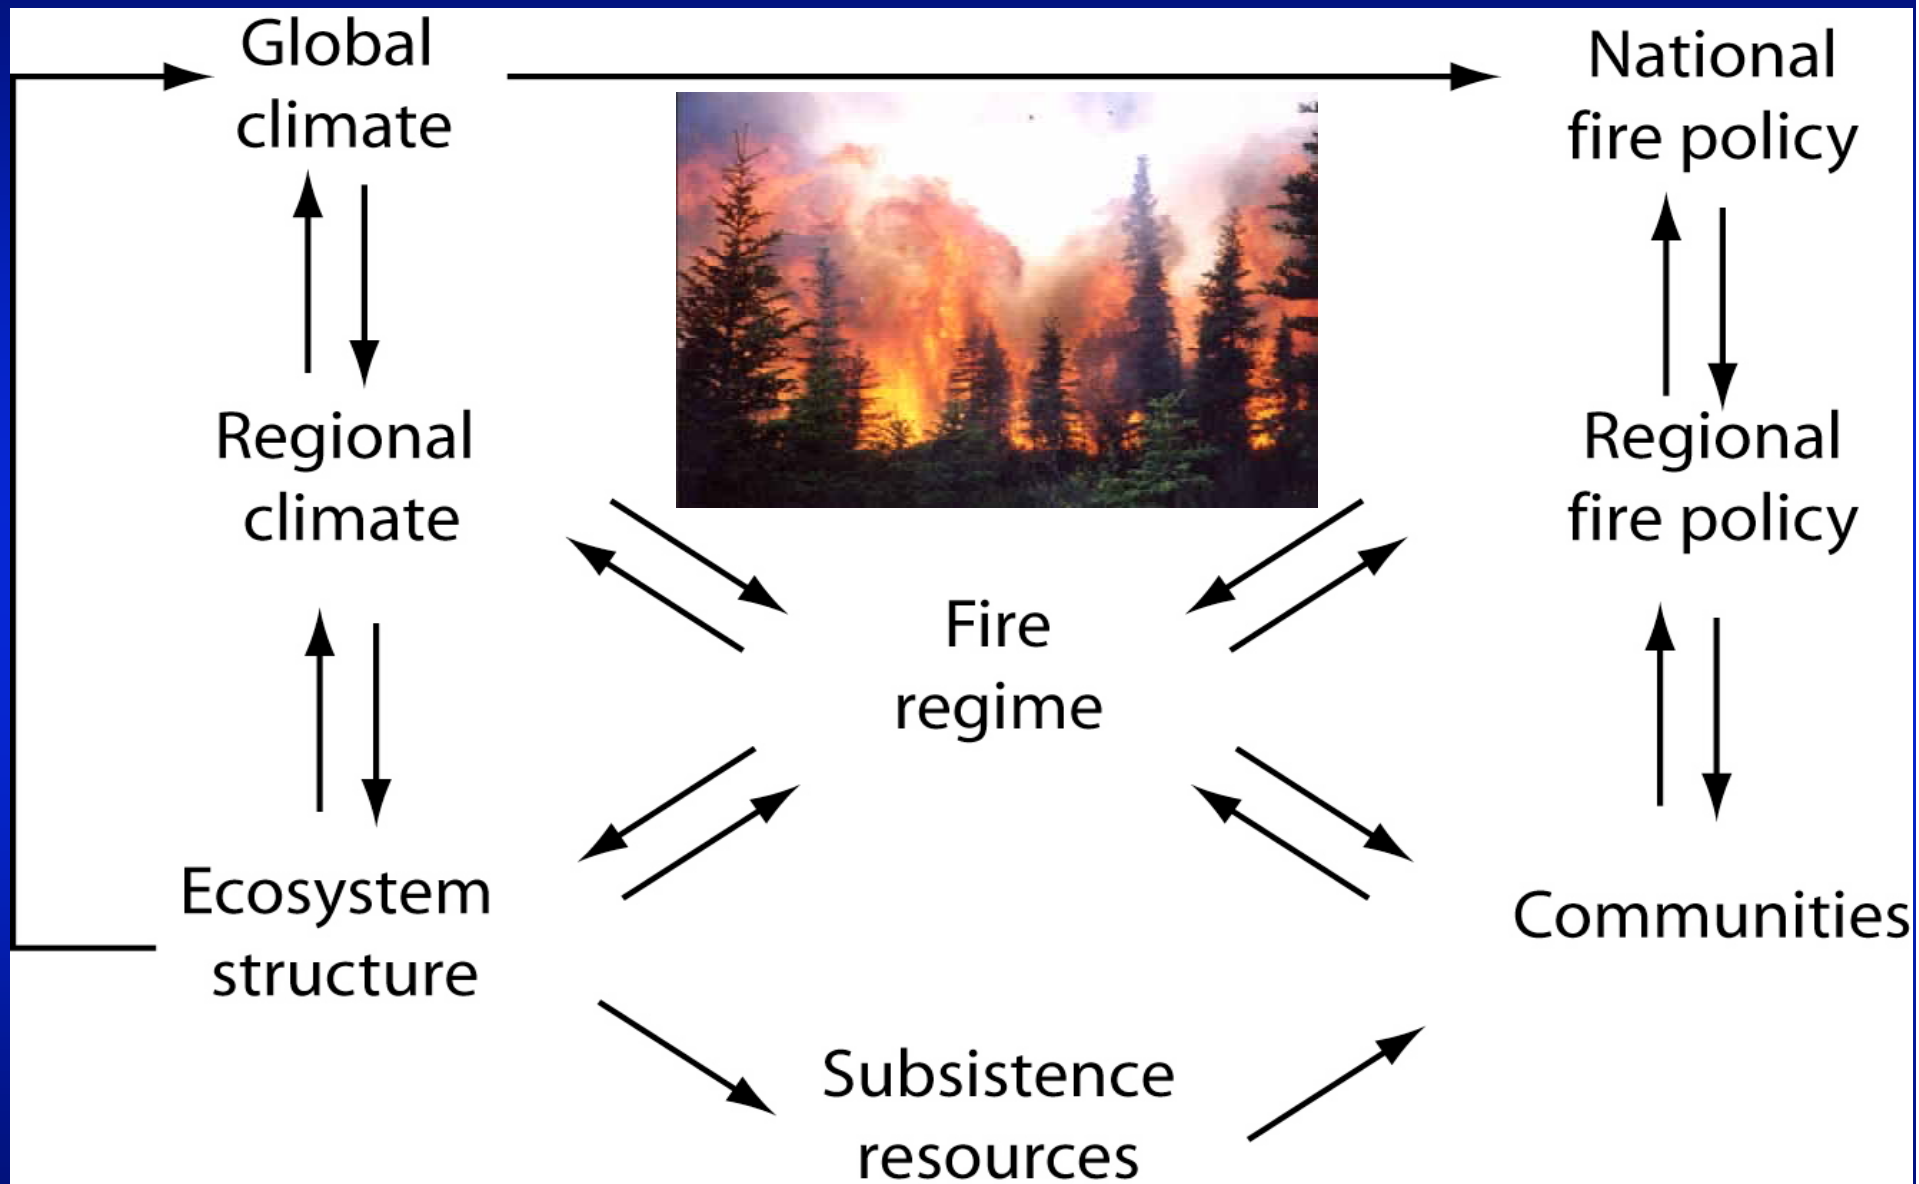 Global
climate
National
fire policy
Regional
climate
Regional
fire policy
Fire
regime
Ecosystem
structure
Communities
Subsistence
resources